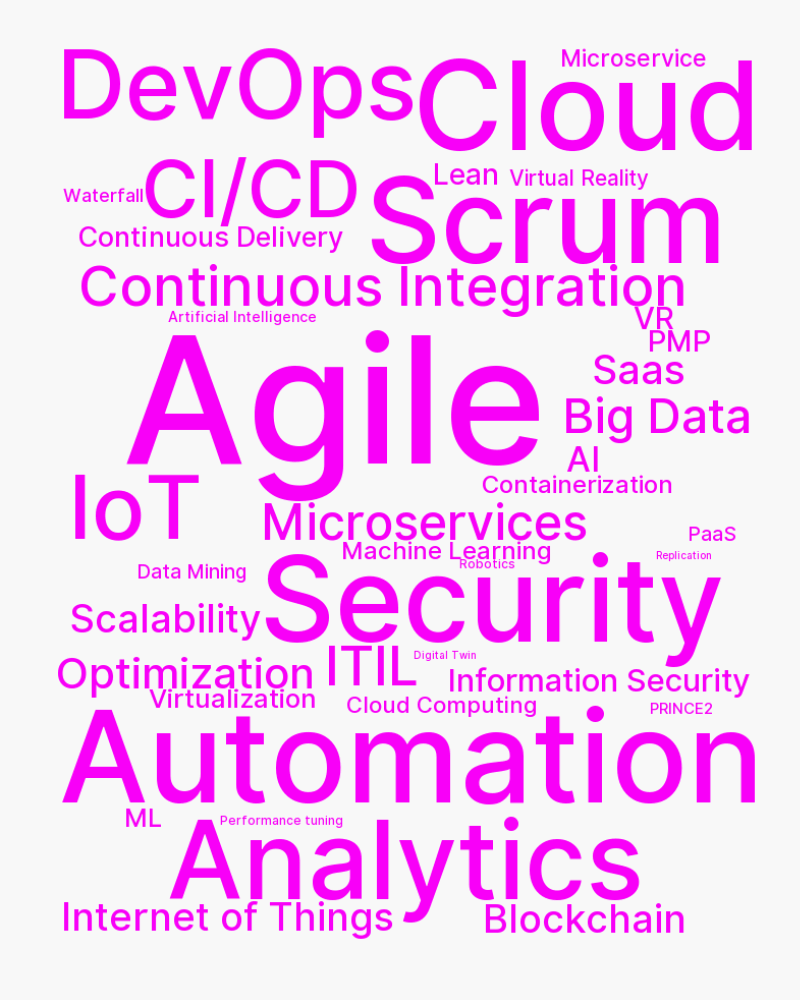 DevOps
Cloud
Microservice
CI/CD
Lean
Virtual Reality
Waterfall
Scrum
Continuous Delivery
Continuous Integration
Artificial Intelligence
VR
PMP
Agile
Saas
Big Data
AI
Containerization
IoT
Microservices
PaaS
Machine Learning
Replication
Robotics
Data Mining
Security
Scalability
ITIL
Digital Twin
Optimization
Information Security
Virtualization
Cloud Computing
PRINCE2
Automation
ML
Performance tuning
Analytics
Internet of Things
Blockchain